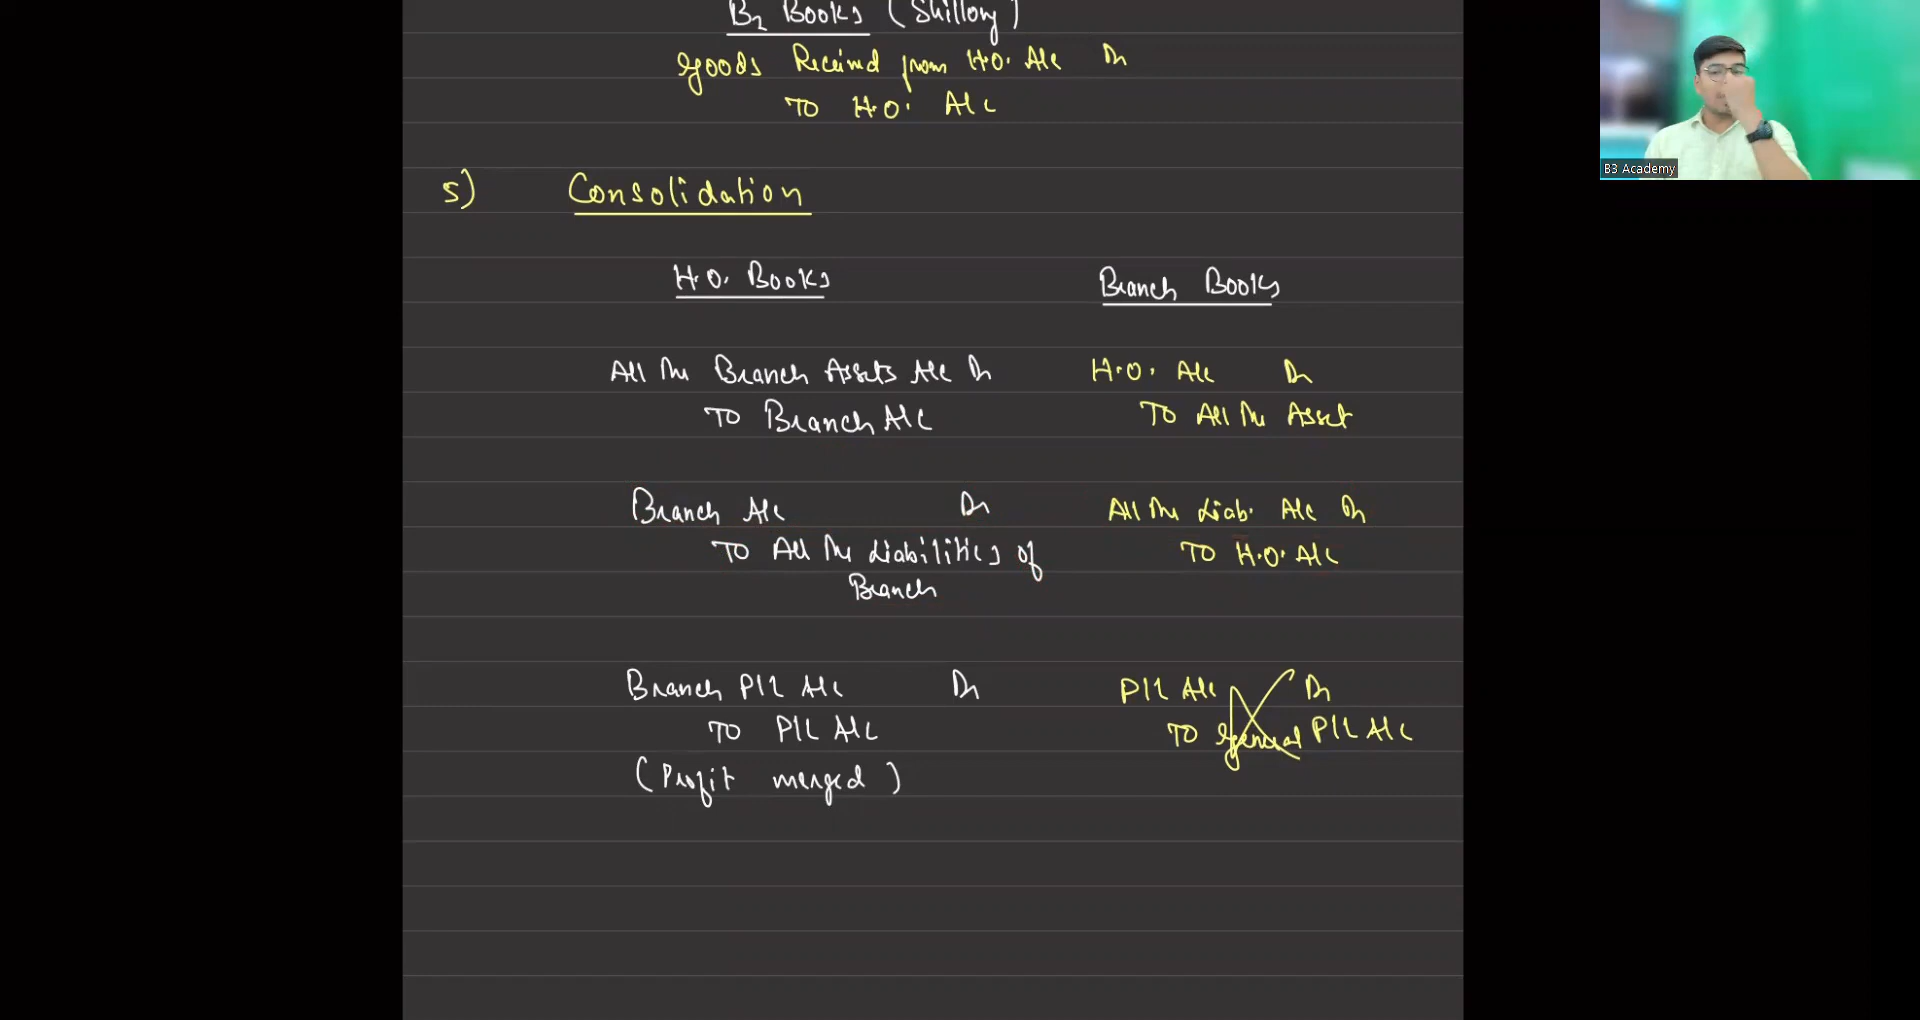 B2 Books (Shillong)
Goods Received from H.O. A/c Dr
To H.O. A/c
B3 Academy
5) Consolidation
H.O. Books
Branch Books
All the Branch Assets A/c Dr
To Branch A/c
H.O. A/c Dr
To All the Asset
Branch A/c Dr
To All the Liabilities of
Branch
All the Liab. A/c Dr
To H.O. A/c
Branch P/L A/c Dr
To P/L A/c
(Profit merged)
P/L A/c Dr
To General P/L A/c